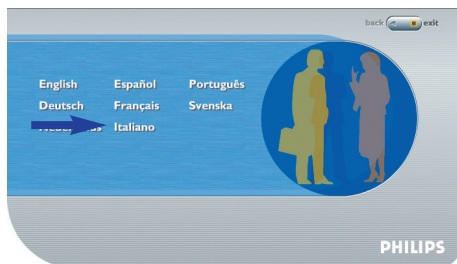 back exit
English Español Português
Deutsch Français Svenska
Italiano
PHILIPS